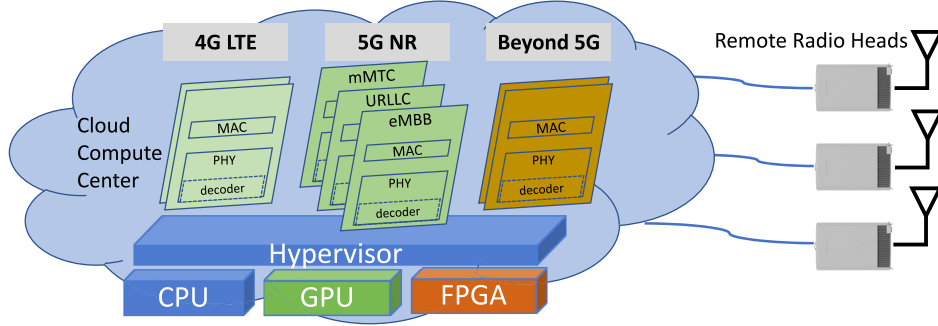 4G LTE
5G NR
Beyond 5G
Remote Radio Heads
Cloud
Compute
Center
MAC
PHY
decoder
mMTC
URLLC
eMBB
MAC
PHY
decoder
MAC
PHY
decoder
Hypervisor
CPU
GPU
FPGA